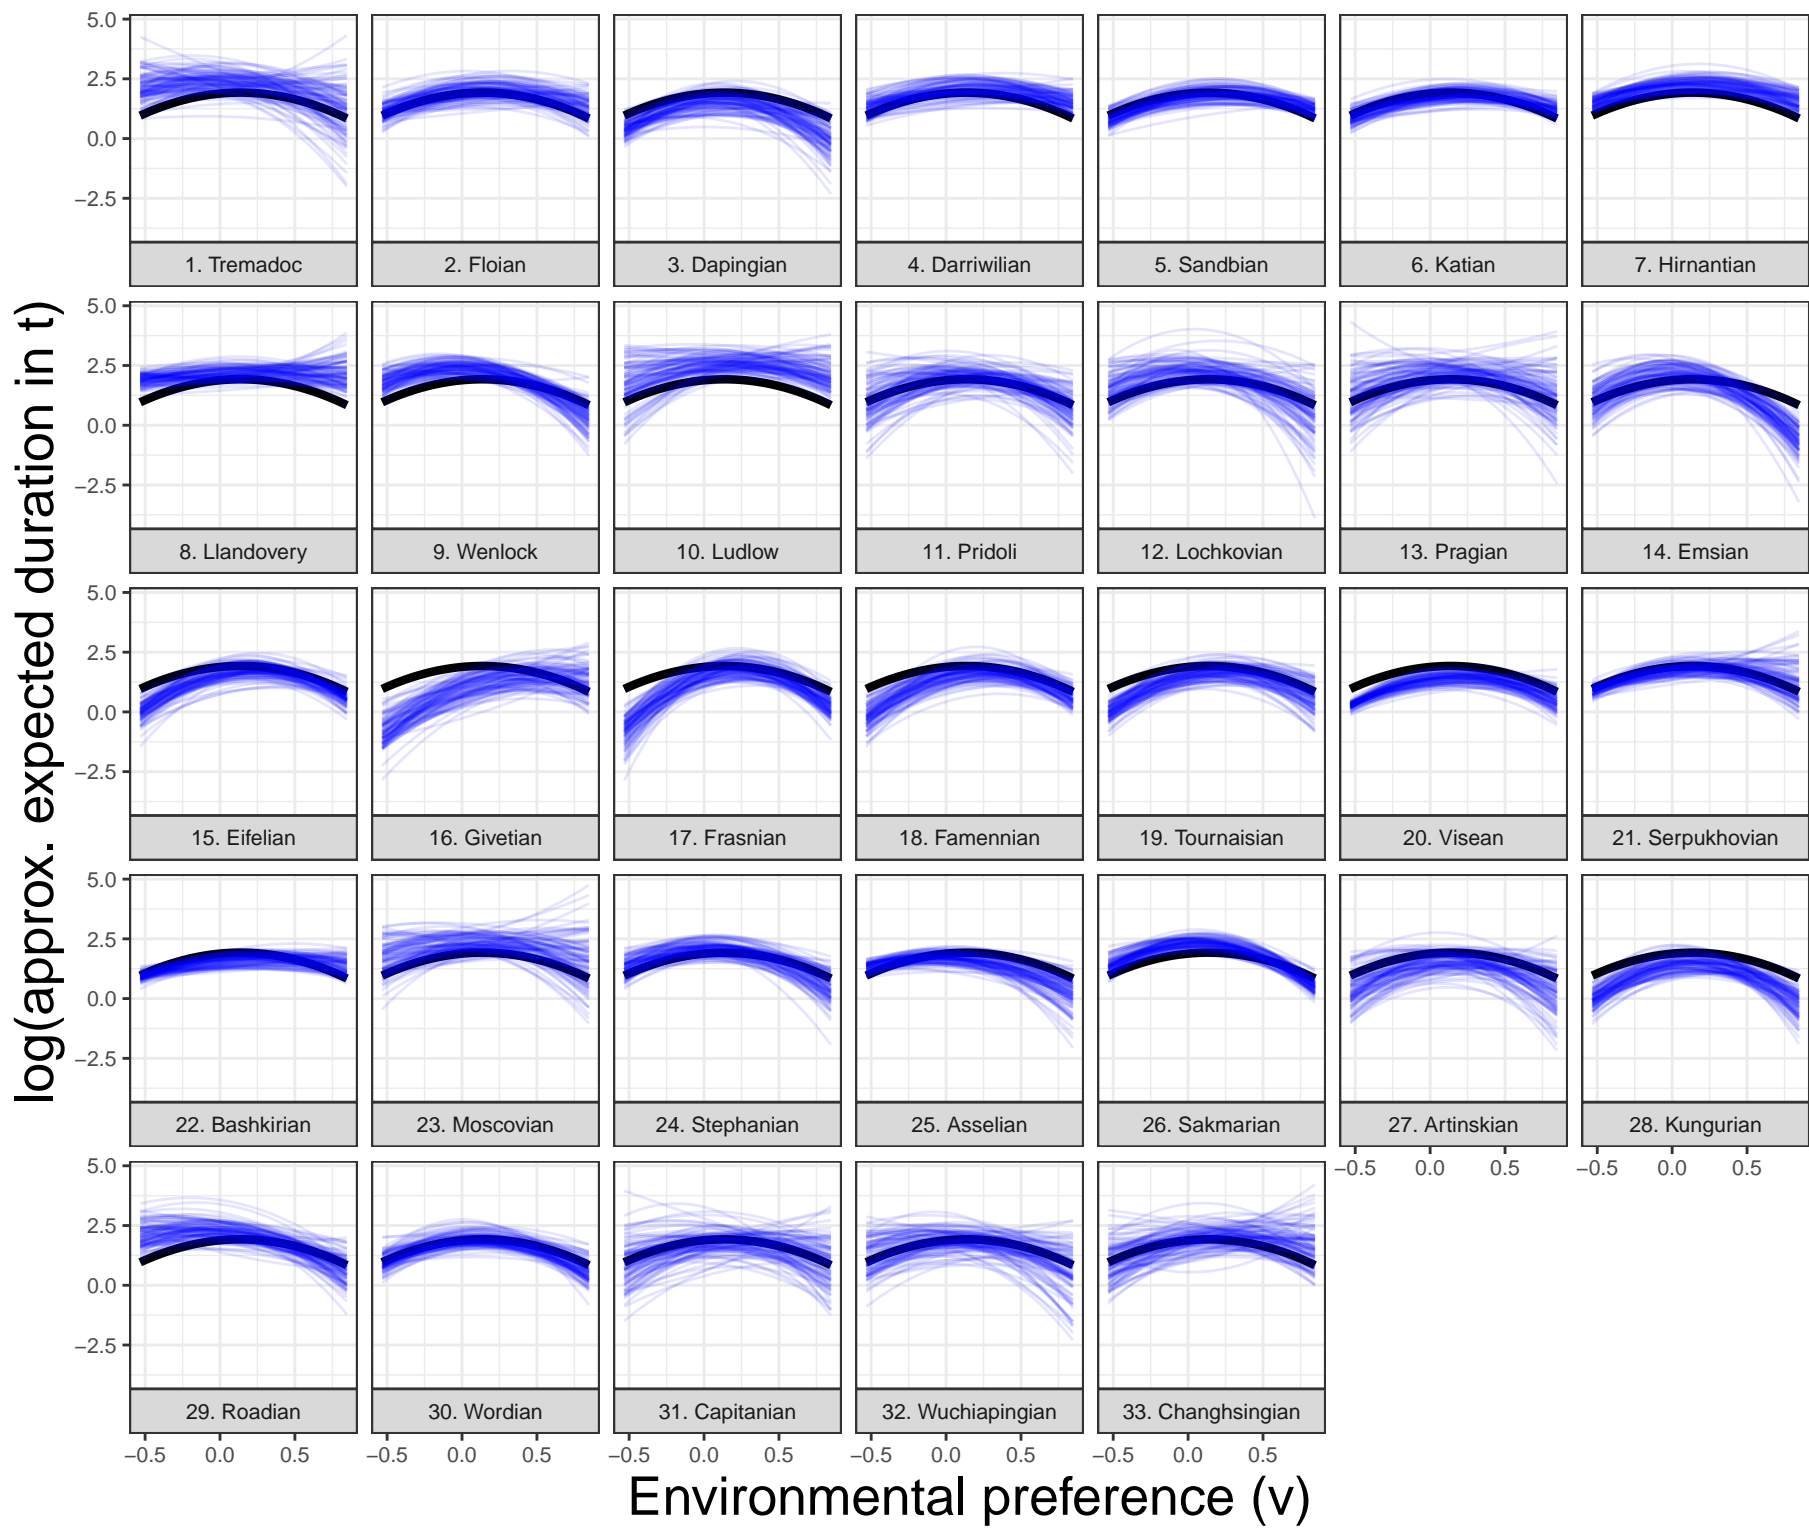 log(approx. expected duration in t)
5.0
2.5
0.0
−2.5
1. Tremadoc
2. Floian
3. Dapingian
4. Darriwilian
5. Sandbian
6. Katian
7. Hirnantian
5.0
2.5
0.0
−2.5
8. Llandovery
9. Wenlock
10. Ludlow
11. Pridoli
12. Lochkovian
13. Pragian
14. Emsian
5.0
2.5
0.0
−2.5
15. Eifelian
16. Givetian
17. Frasnian
18. Famennian
19. Tournaisian
20. Visean
21. Serpukhovian
5.0
2.5
0.0
−2.5
22. Bashkirian
23. Moscovian
24. Stephanian
25. Asselian
26. Sakmarian
27. Artinskian
28. Kungurian
−0.5 0.0 0.5
−0.5 0.0 0.5
5.0
2.5
0.0
−2.5
29. Roadian
30. Wordian
31. Capitanian
32. Wuchiapingian
33. Changhsingian
−0.5 0.0 0.5
−0.5 0.0 0.5
−0.5 0.0 0.5
−0.5 0.0 0.5
−0.5 0.0 0.5
Environmental preference (v)